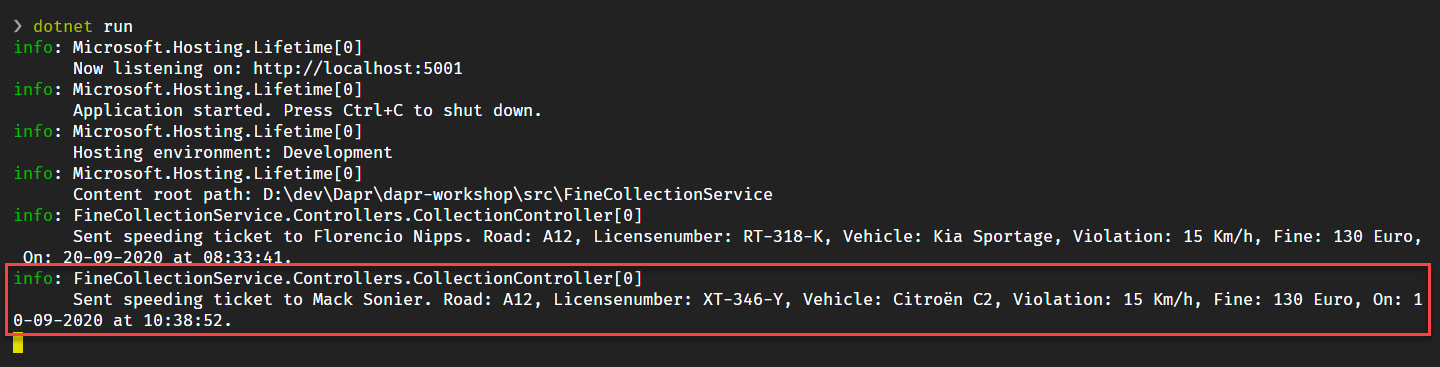 ❯ dotnet run
info: Microsoft.Hosting.Lifetime[0]
      Now listening on: http://localhost:5001
info: Microsoft.Hosting.Lifetime[0]
      Application started. Press Ctrl+C to shut down.
info: Microsoft.Hosting.Lifetime[0]
      Hosting environment: Development
info: Microsoft.Hosting.Lifetime[0]
      Content root path: D:\dev\Dapr\dapr-workshop\src\FineCollectionService
info: FineCollectionService.Controllers.CollectionController[0]
      Sent speeding ticket to Florencio Nipps. Road: A12, Licensenumber: RT-318-K, Vehicle: Kia Sportage, Violation: 15 Km/h, Fine: 130 Euro,
 On: 20-09-2020 at 08:33:41.
info: FineCollectionService.Controllers.CollectionController[0]
      Sent speeding ticket to Mack Sonier. Road: A12, Licensenumber: XT-346-Y, Vehicle: Citroën C2, Violation: 15 Km/h, Fine: 130 Euro, On: 1
0-09-2020 at 10:38:52.